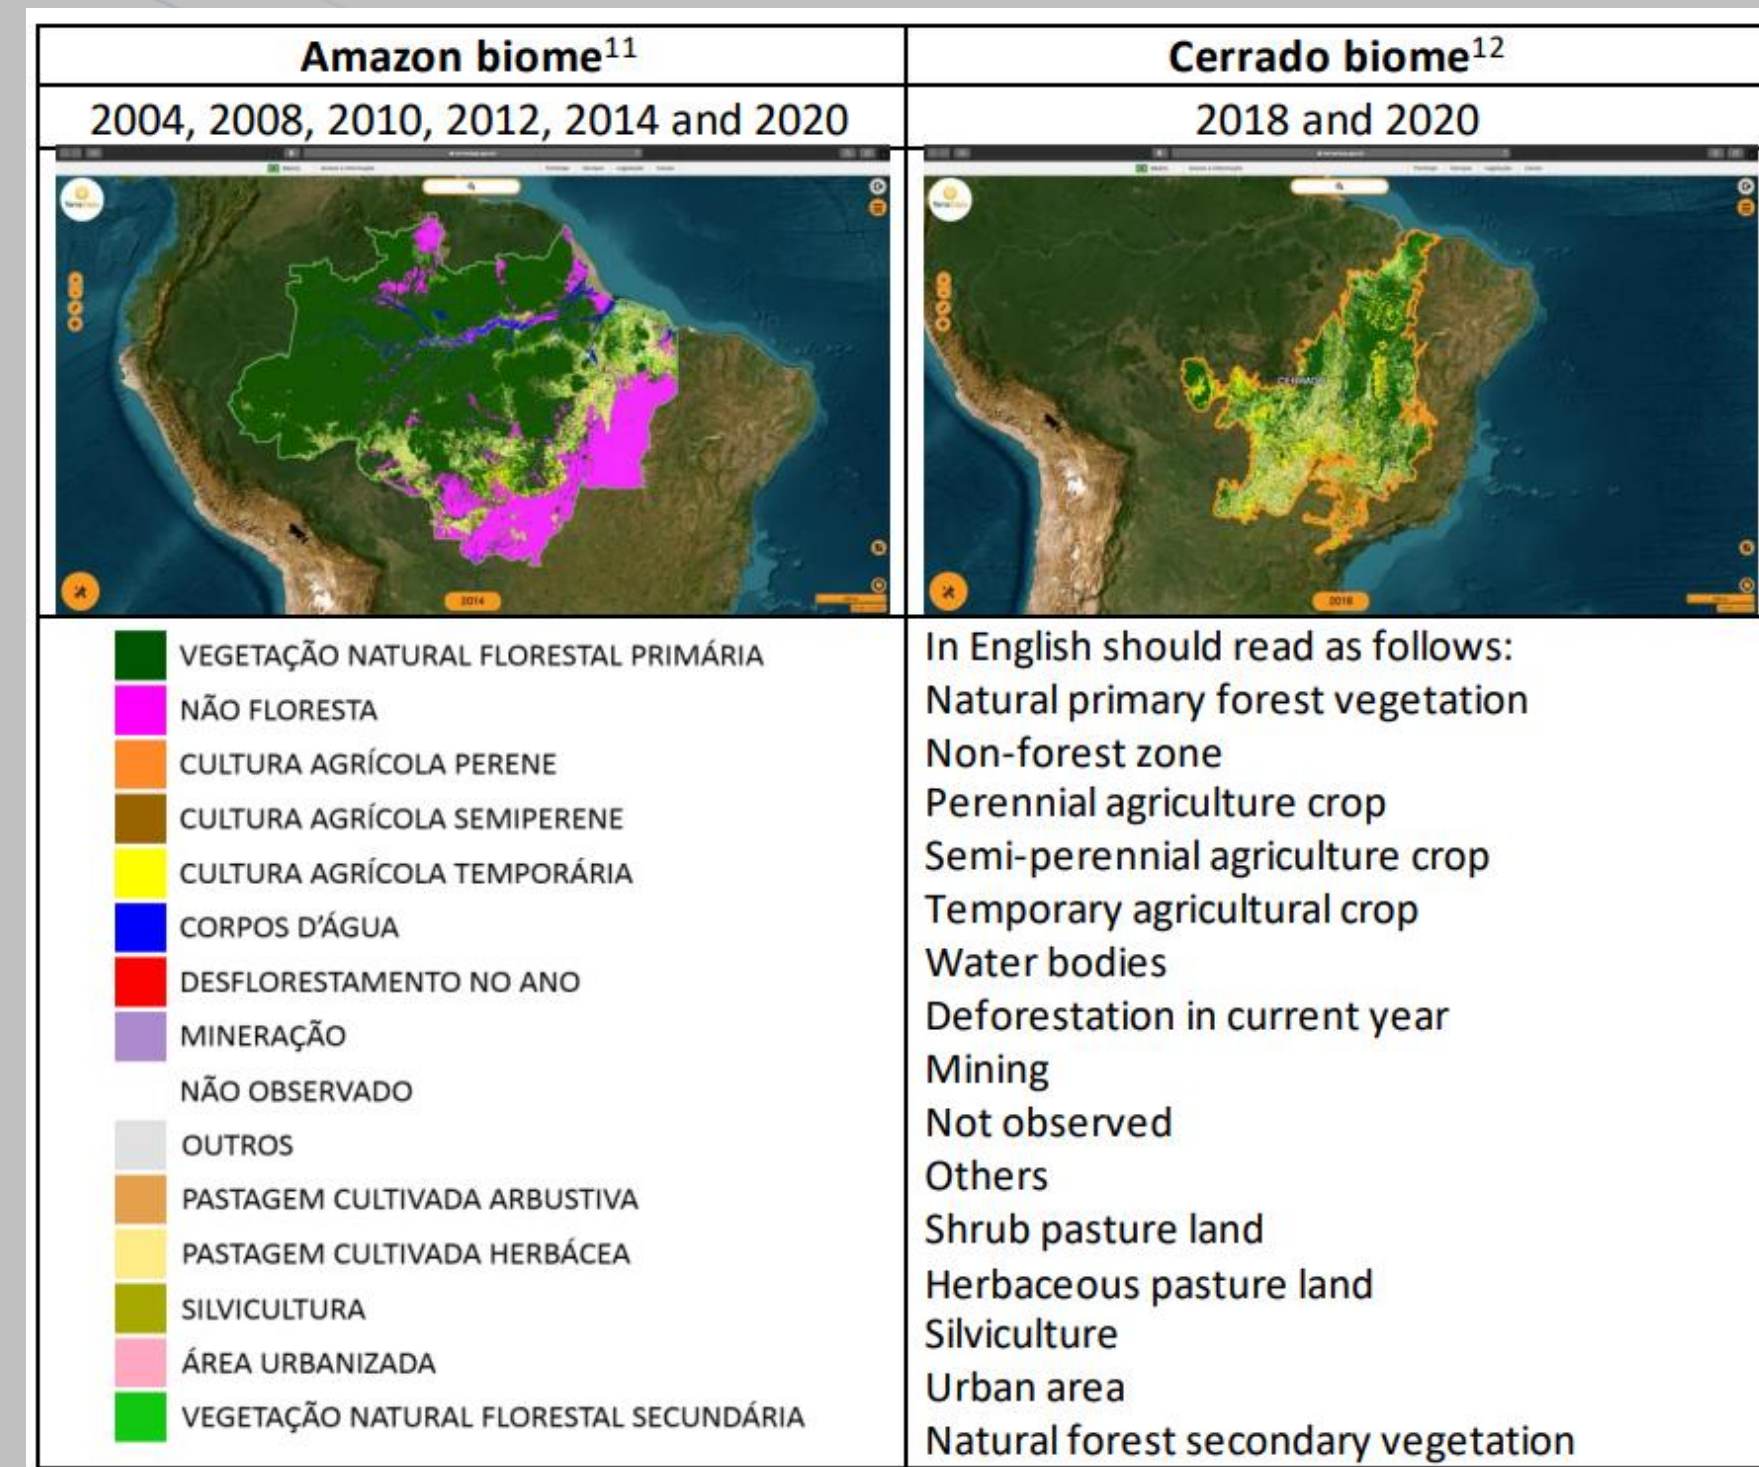 Amazon biome¹¹
Cerrado biome¹²
2004, 2008, 2010, 2012, 2014 and 2020
2018 and 2020
CERRADO
2014
2018
VEGETAÇÃO NATURAL FLORESTAL PRIMÁRIA
NÃO FLORESTA
CULTURA AGRÍCOLA PERENE
CULTURA AGRÍCOLA SEMIPERENE
CULTURA AGRÍCOLA TEMPORÁRIA
CORPOS D'ÁGUA
DESFLORESTAMENTO NO ANO
MINERAÇÃO
NÃO OBSERVADO
OUTROS
PASTAGEM CULTIVADA ARBUSTIVA
PASTAGEM CULTIVADA HERBÁCEA
SILVICULTURA
ÁREA URBANIZADA
VEGETAÇÃO NATURAL FLORESTAL SECUNDÁRIA
In English should read as follows:
Natural primary forest vegetation
Non-forest zone
Perennial agriculture crop
Semi-perennial agriculture crop
Temporary agricultural crop
Water bodies
Deforestation in current year
Mining
Not observed
Others
Shrub pasture land
Herbaceous pasture land
Silviculture
Urban area
Natural forest secondary vegetation